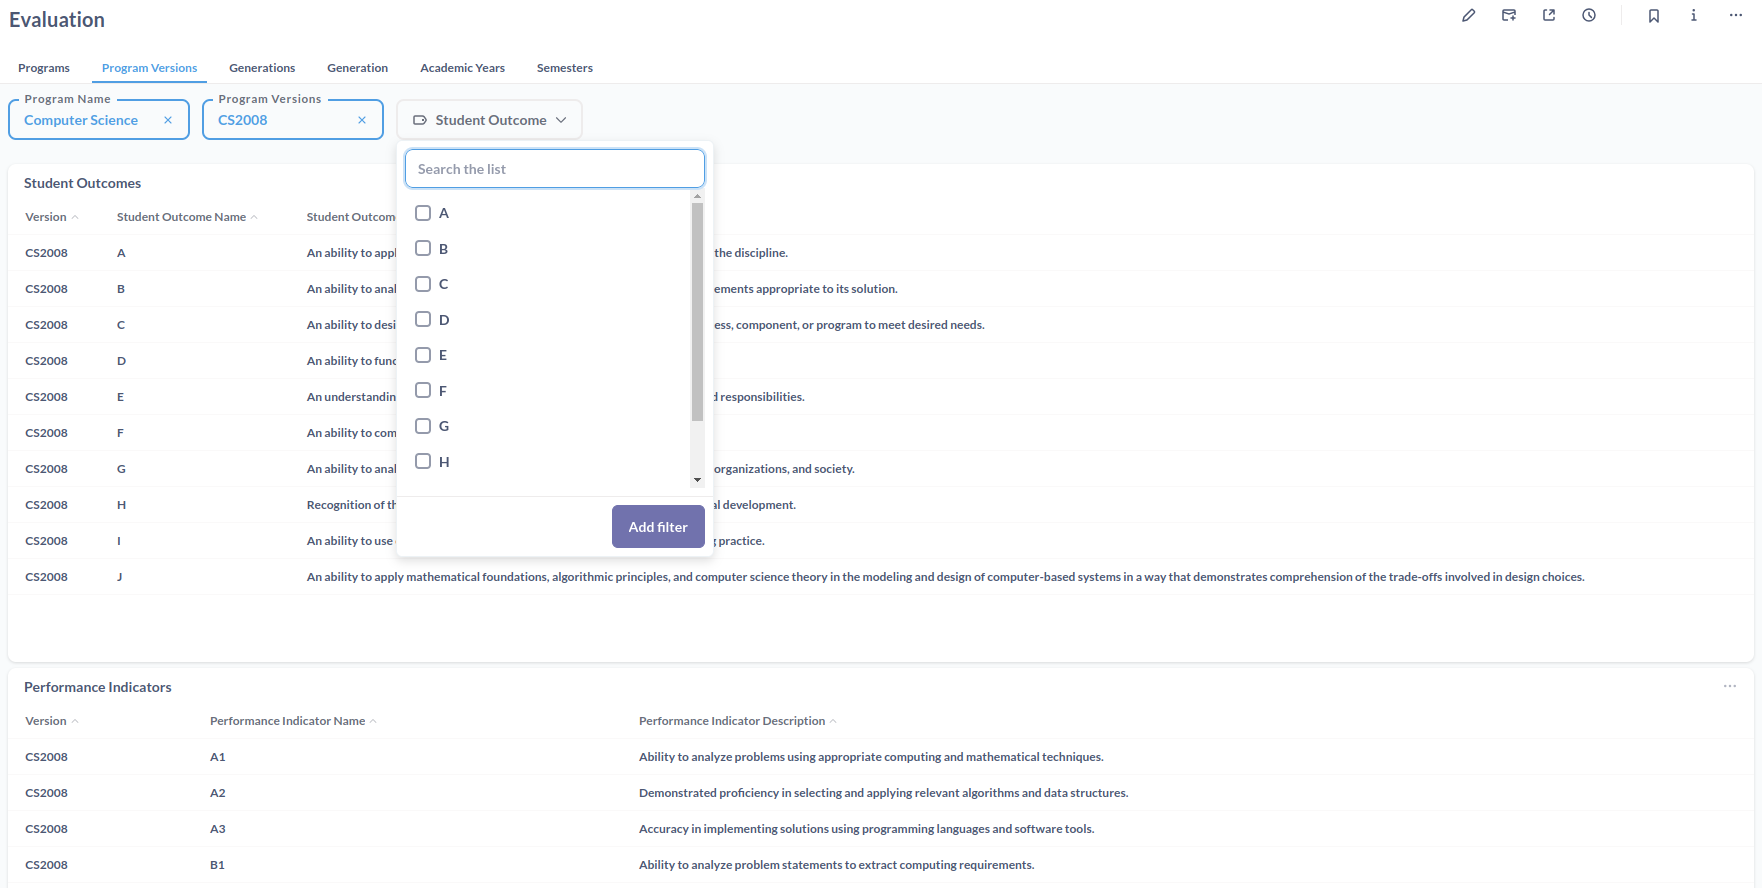 Evaluation
Programs Program Versions Generations Generation Academic Years Semesters
Program Name Program Versions
Computer Science CS2008 Student Outcome
Search the list
Student Outcomes
Version Student Outcome Name Student Outcom
A
CS2008 A An ability to appl the discipline.
B
CS2008 B An ability to anal ements appropriate to its solution.
C
CS2008 C An ability to desi ess, component, or program to meet desired needs.
D
CS2008 D An ability to func
E
CS2008 E An understandin d responsibilities.
F
CS2008 F An ability to com
G
CS2008 G An ability to anal organizations, and society.
H
CS2008 H Recognition of th al development.
Add filter
CS2008 I An ability to use practice.
CS2008 J An ability to apply mathematical foundations, algorithmic principles, and computer science theory in the modeling and design of computer-based systems in a way that demonstrates comprehension of the trade-offs involved in design choices.
Performance Indicators
Version Performance Indicator Name Performance Indicator Description
CS2008 A1 Ability to analyze problems using appropriate computing and mathematical techniques.
CS2008 A2 Demonstrated proficiency in selecting and applying relevant algorithms and data structures.
CS2008 A3 Accuracy in implementing solutions using programming languages and software tools.
CS2008 B1 Ability to analyze problem statements to extract computing requirements.